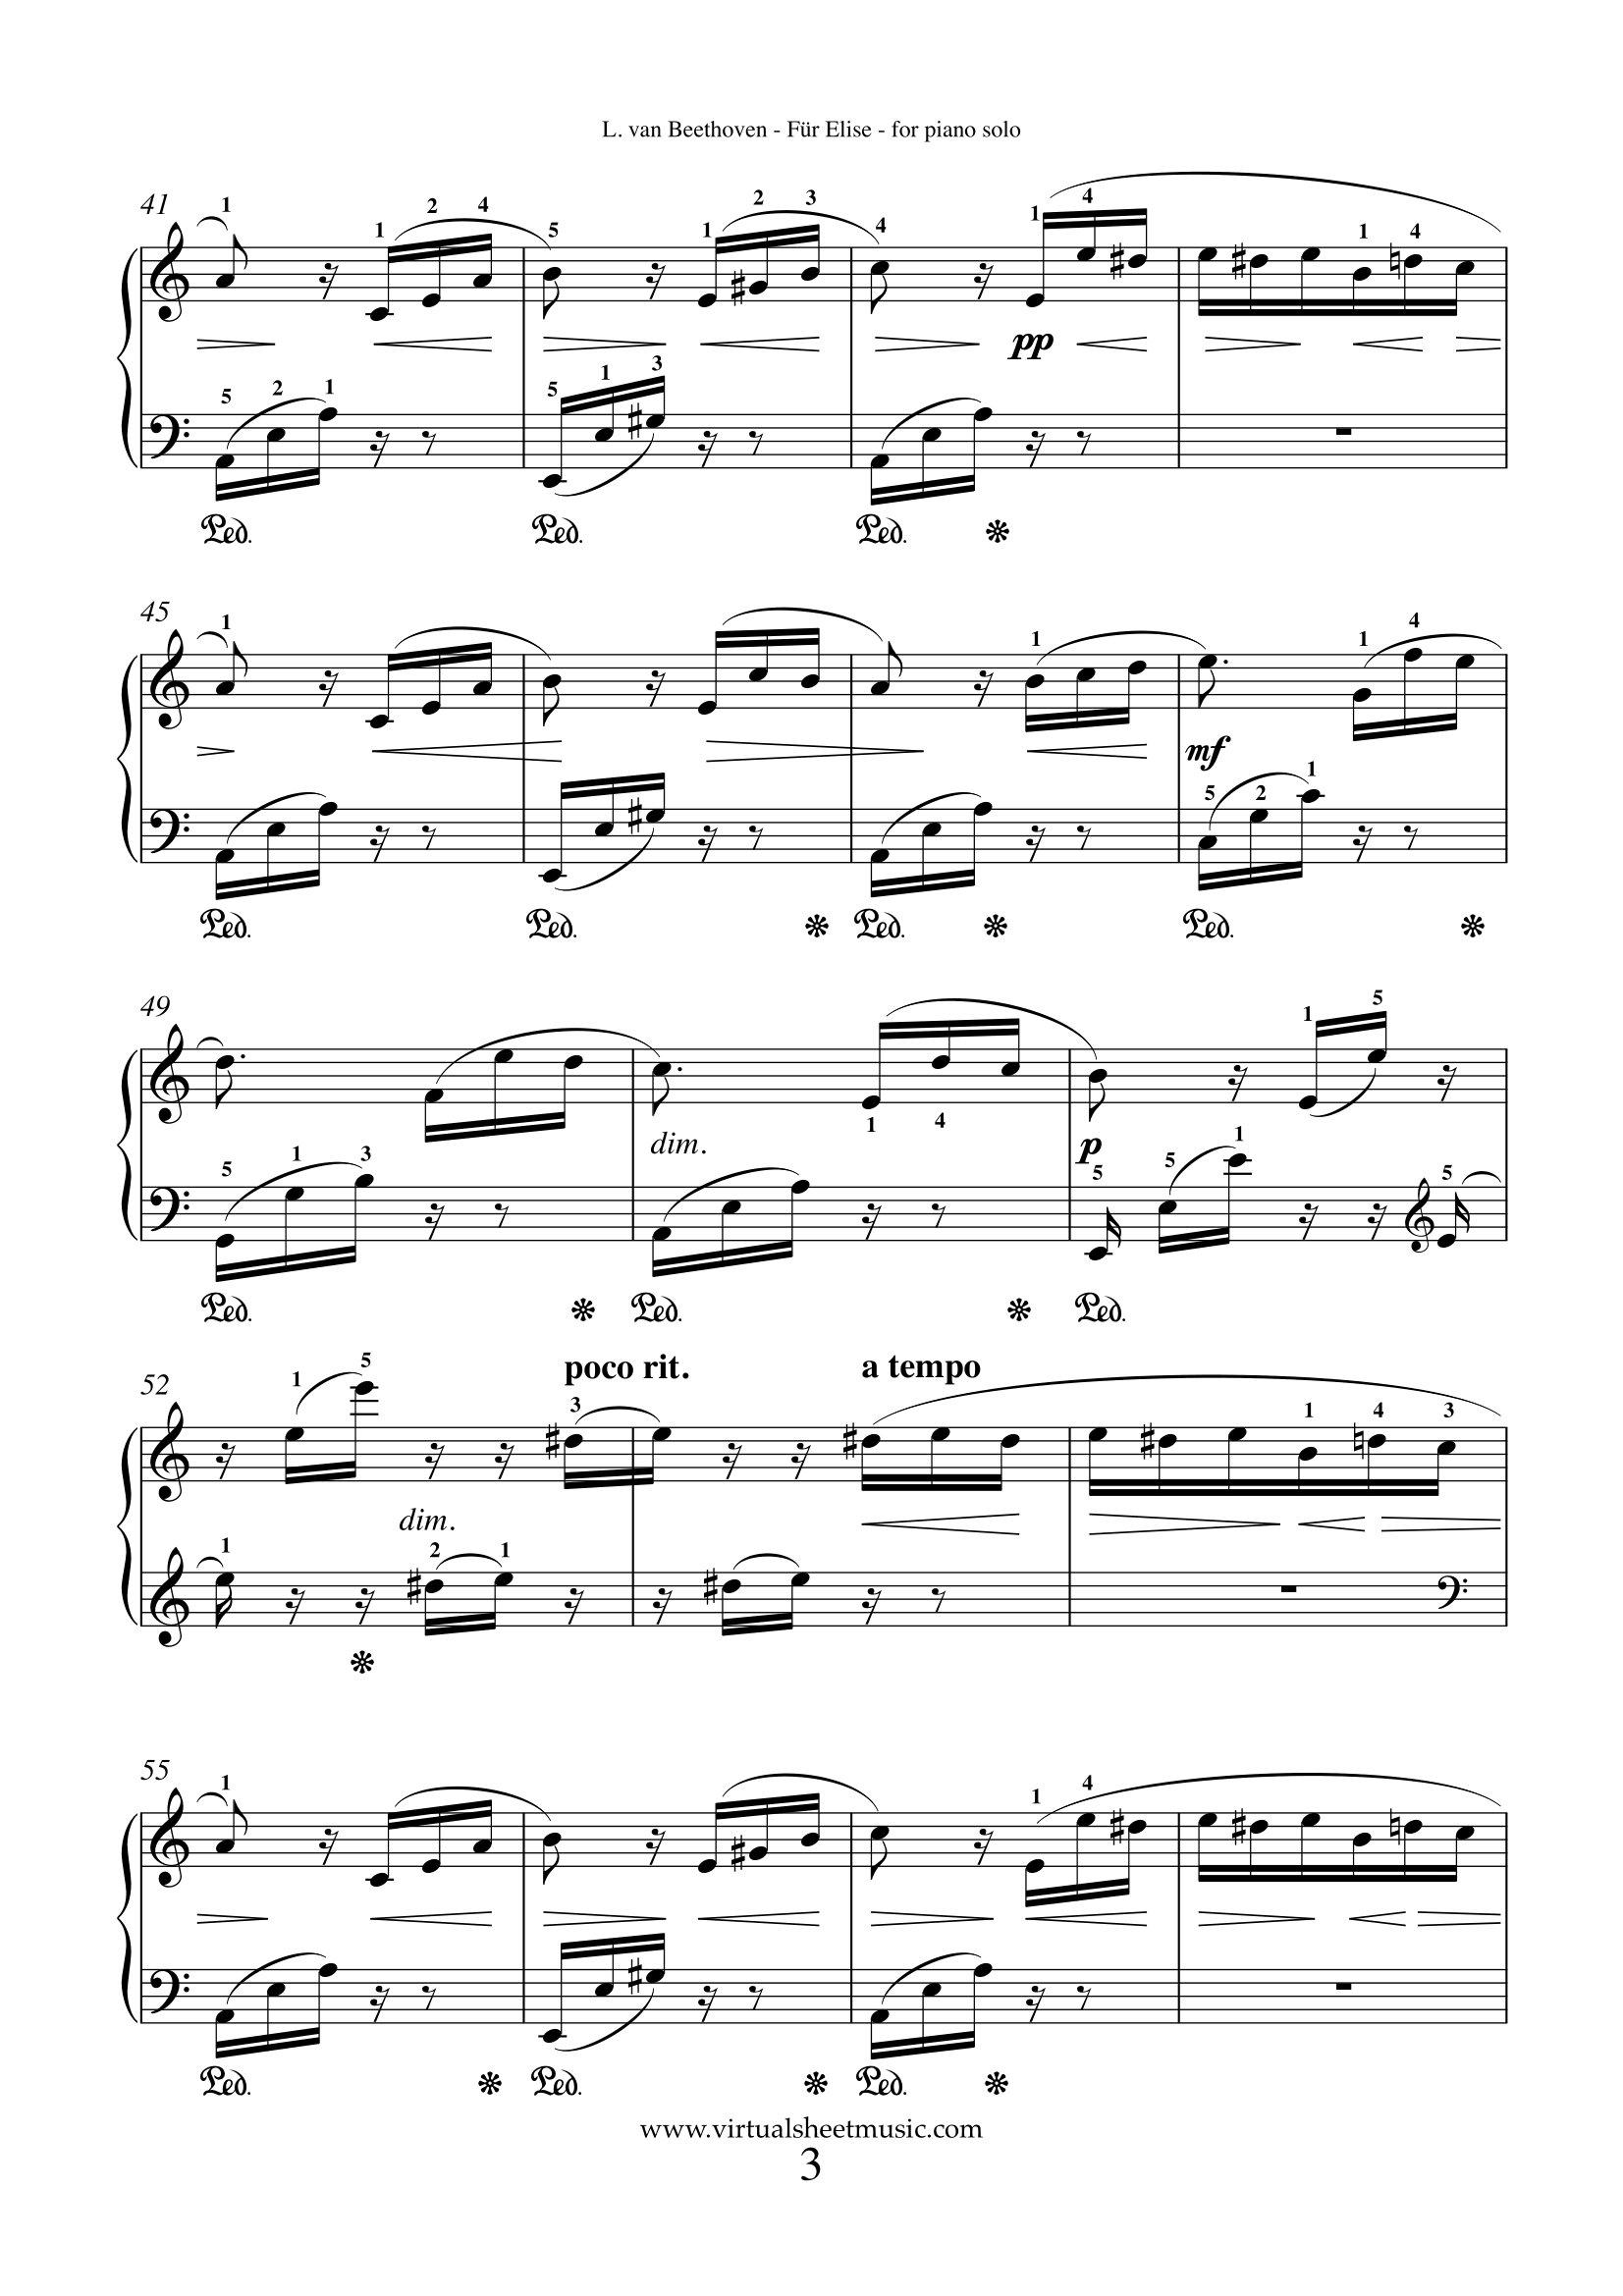 L. van Beethoven - Für Elise - for piano solo
41
1 1 2 4 5 1 2 3 4 1 4 1 4
pp
5 2 1 5 1 3
Ped. Ped. Ped.
45
1 1 1 4
mf
5 2 1
Ped. Ped. Ped. Ped.
49
1 5
1 4
dim. p
5 1 3 5 5 1 5
Ped. Ped. Ped.
poco rit. a tempo
52
1 5 3 1 4 3
dim.
1 2 1
55
1 1 4
Ped. Ped. Ped.
www.virtualsheetmusic.com
3